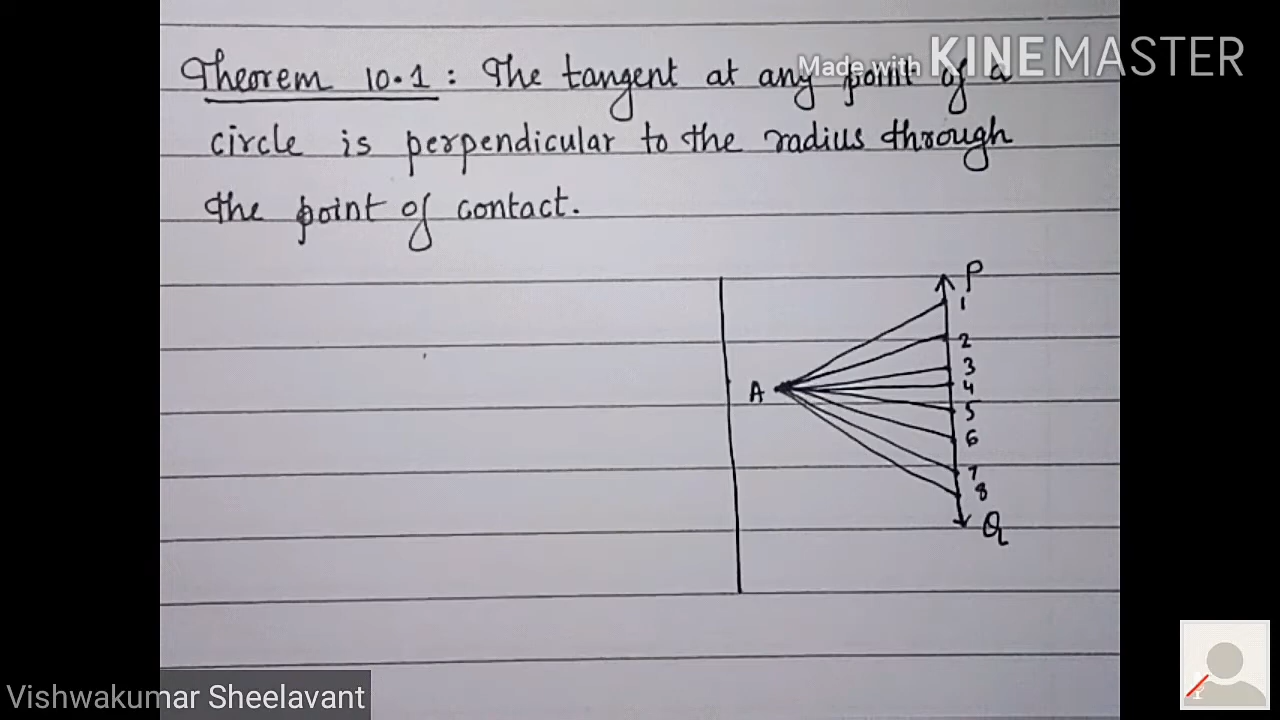 Made with KINEMASTER
Theorem 10.1 : The tangent at any point of a
circle is perpendicular to the radius through
the point of contact.
P
1
2
3
A
4
5
6
7
8
Q
Vishwakumar Sheelavant